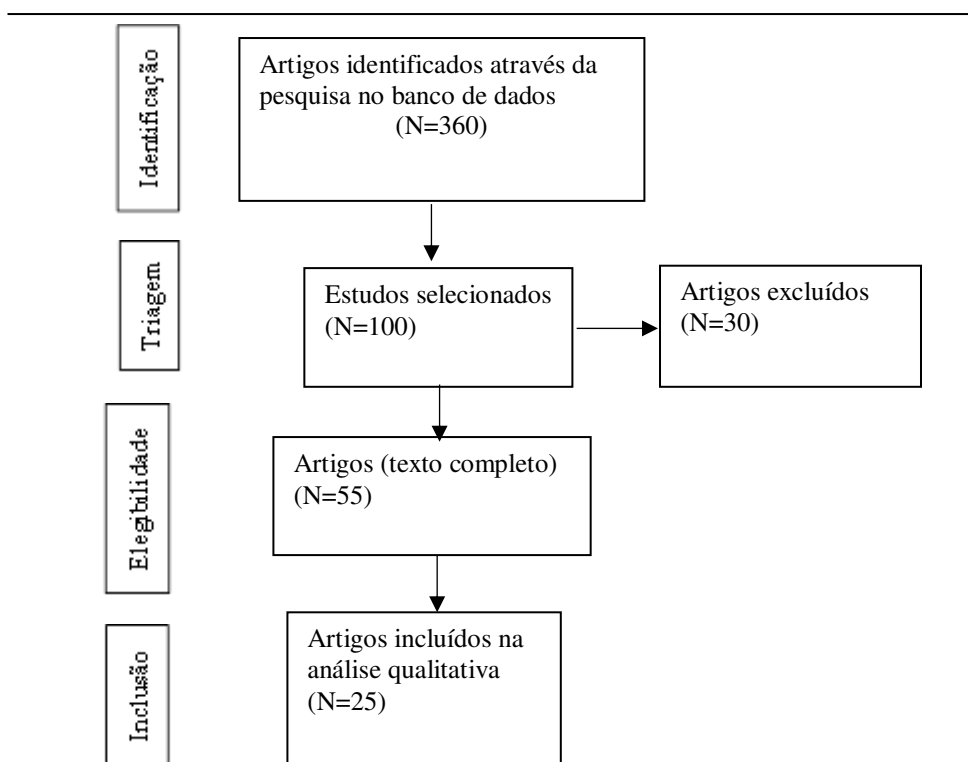 Identificação
Artigos identificados através da
pesquisa no banco de dados
(N=360)
Triagem
Estudos selecionados
(N=100)
Artigos excluídos
(N=30)
Elegibilidade
Artigos (texto completo)
(N=55)
Inclusão
Artigos incluídos na
análise qualitativa
(N=25)